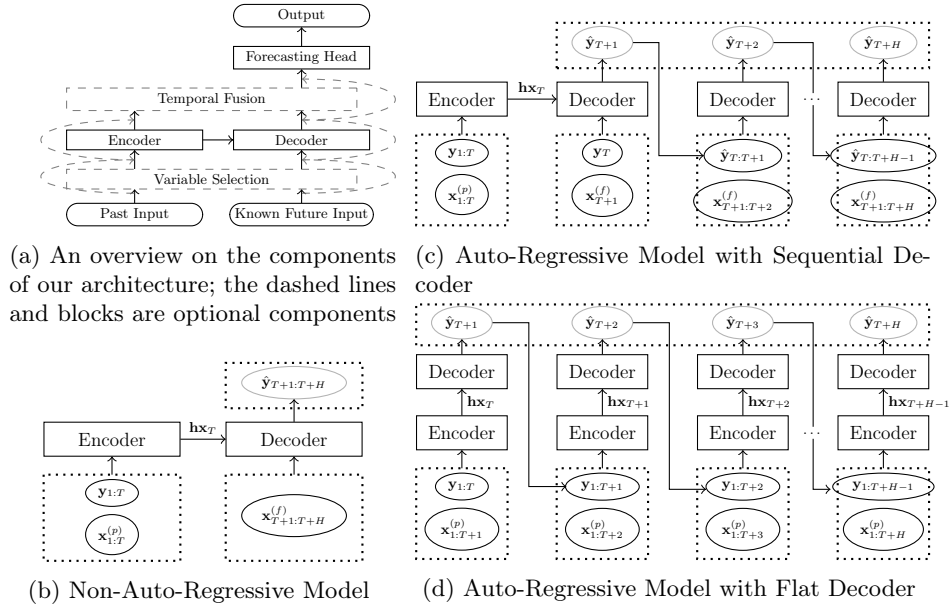 Output
Forecasting Head
Temporal Fusion
Encoder
Decoder
Variable Selection
Past Input
Known Future Input
(a) An overview on the components
of our architecture; the dashed lines
and blocks are optional components
ŷ_{T+1:T+H}
Encoder
hx_T
Decoder
y_{1:T}
x^{(p)}_{1:T}
x^{(f)}_{T+1:T+H}
(b) Non-Auto-Regressive Model
ŷ_{T+1}
ŷ_{T+2}
ŷ_{T+H}
Encoder
hx_T
Decoder
Decoder
...
Decoder
y_{1:T}
y_T
ŷ_{T:T+1}
ŷ_{T:T+H−1}
x^{(p)}_{1:T}
x^{(f)}_{T+1}
x^{(f)}_{T+1:T+2}
x^{(f)}_{T+1:T+H}
(c) Auto-Regressive Model with Sequential De-
coder
ŷ_{T+1}
ŷ_{T+2}
ŷ_{T+3}
ŷ_{T+H}
Decoder
Decoder
Decoder
Decoder
hx_T
hx_{T+1}
hx_{T+2}
hx_{T+H−1}
Encoder
Encoder
Encoder
...
Encoder
y_{1:T}
y_{1:T+1}
y_{1:T+2}
y_{1:T+H−1}
x^{(p)}_{1:T+1}
x^{(p)}_{1:T+2}
x^{(p)}_{1:T+3}
x^{(p)}_{1:T+H}
(d) Auto-Regressive Model with Flat Decoder